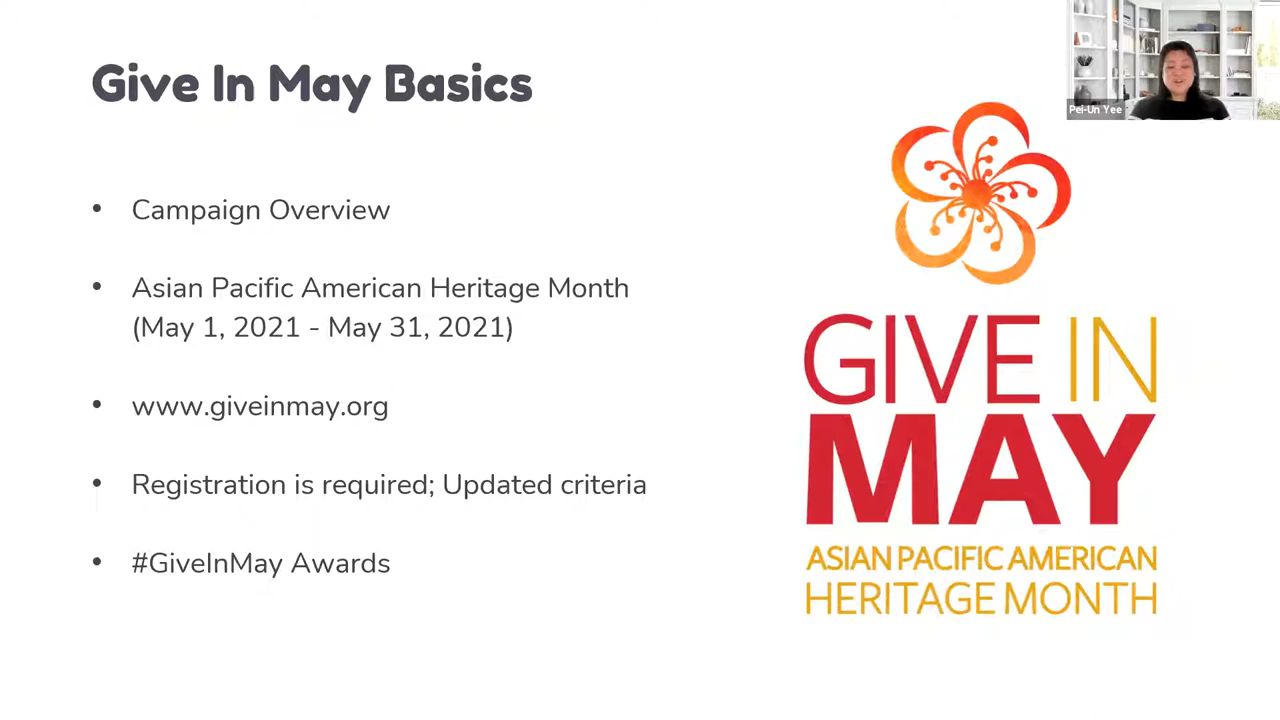 Give In May Basics
• Campaign Overview
• Asian Pacific American Heritage Month
(May 1, 2021 - May 31, 2021)
• www.giveinmay.org
• Registration is required; Updated criteria
• #GiveInMay Awards
Pei-Un Yee
GIVE IN
MAY
ASIAN PACIFIC AMERICAN
HERITAGE MONTH